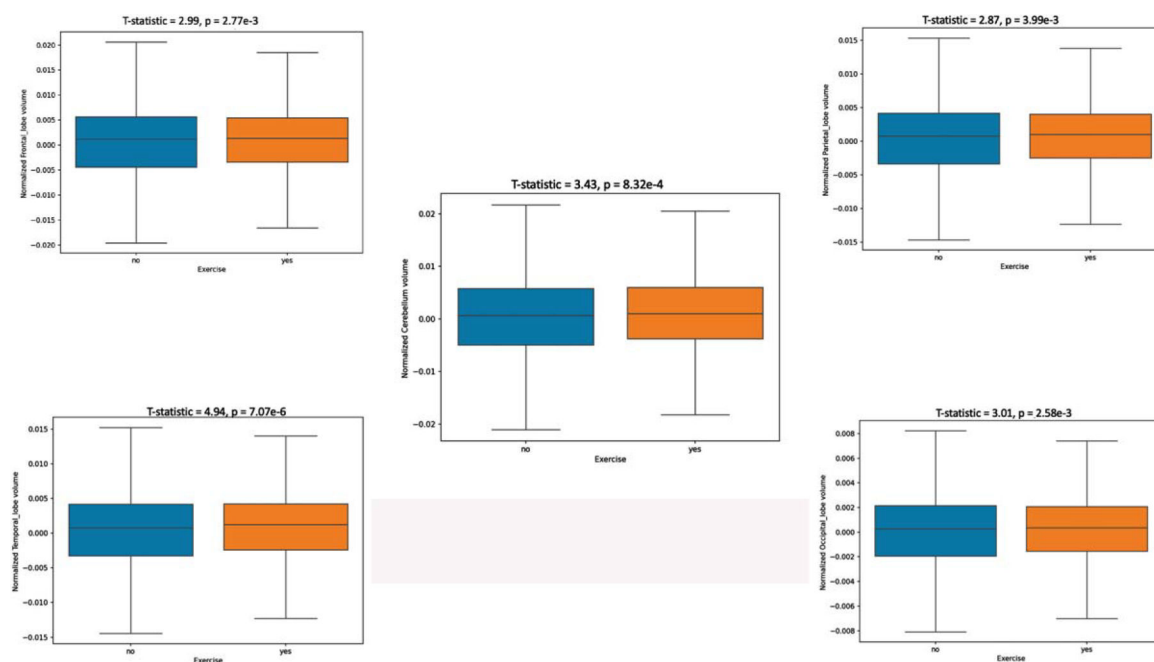 T-statistic = 2.99, p = 2.77e-3
Normalized Frontal_lobe volume
0.020
0.015
0.010
0.005
0.000
−0.005
−0.010
−0.015
−0.020
no
yes
Exercise
T-statistic = 2.87, p = 3.99e-3
Normalized Parietal_lobe volume
0.015
0.010
0.005
0.000
−0.005
−0.010
−0.015
no
yes
Exercise
T-statistic = 3.43, p = 8.32e-4
Normalized Cerebellum volume
0.02
0.01
0.00
−0.01
−0.02
no
yes
Exercise
T-statistic = 4.94, p = 7.07e-6
Normalized Temporal_lobe volume
0.015
0.010
0.005
0.000
−0.005
−0.010
−0.015
no
yes
Exercise
T-statistic = 3.01, p = 2.58e-3
Normalized Occipital_lobe volume
0.008
0.006
0.004
0.002
0.000
−0.002
−0.004
−0.006
−0.008
no
yes
Exercise